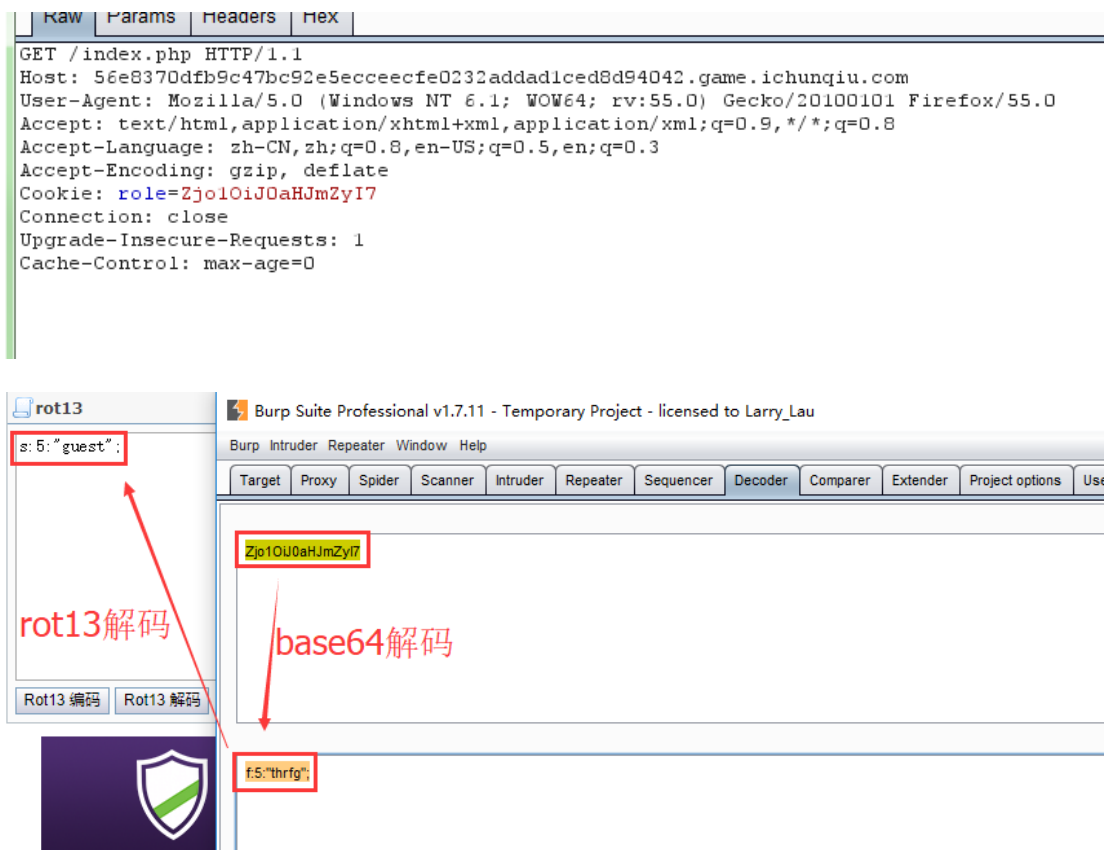 Raw Params Headers Hex
GET /index.php HTTP/1.1
Host: 56e8370dfb9c47bc92e5ecceecfe0232addad1ced8d94042.game.ichunqiu.com
User-Agent: Mozilla/5.0 (Windows NT 6.1; WOW64; rv:55.0) Gecko/20100101 Firefox/55.0
Accept: text/html,application/xhtml+xml,application/xml;q=0.9,*/*;q=0.8
Accept-Language: zh-CN,zh;q=0.8,en-US;q=0.5,en;q=0.3
Accept-Encoding: gzip, deflate
Cookie: role=Zjo1OiJ0aHJmZyI7
Connection: close
Upgrade-Insecure-Requests: 1
Cache-Control: max-age=0
rot13
Burp Suite Professional v1.7.11 - Temporary Project - licensed to Larry_Lau
s:5:"guest";
Burp Intruder Repeater Window Help
Target Proxy Spider Scanner Intruder Repeater Sequencer Decoder Comparer Extender Project options Use
Zjo1OiJ0aHJmZyI7
rot13解码
base64解码
Rot13 编码 Rot13 解码
f:5:"thrfg";